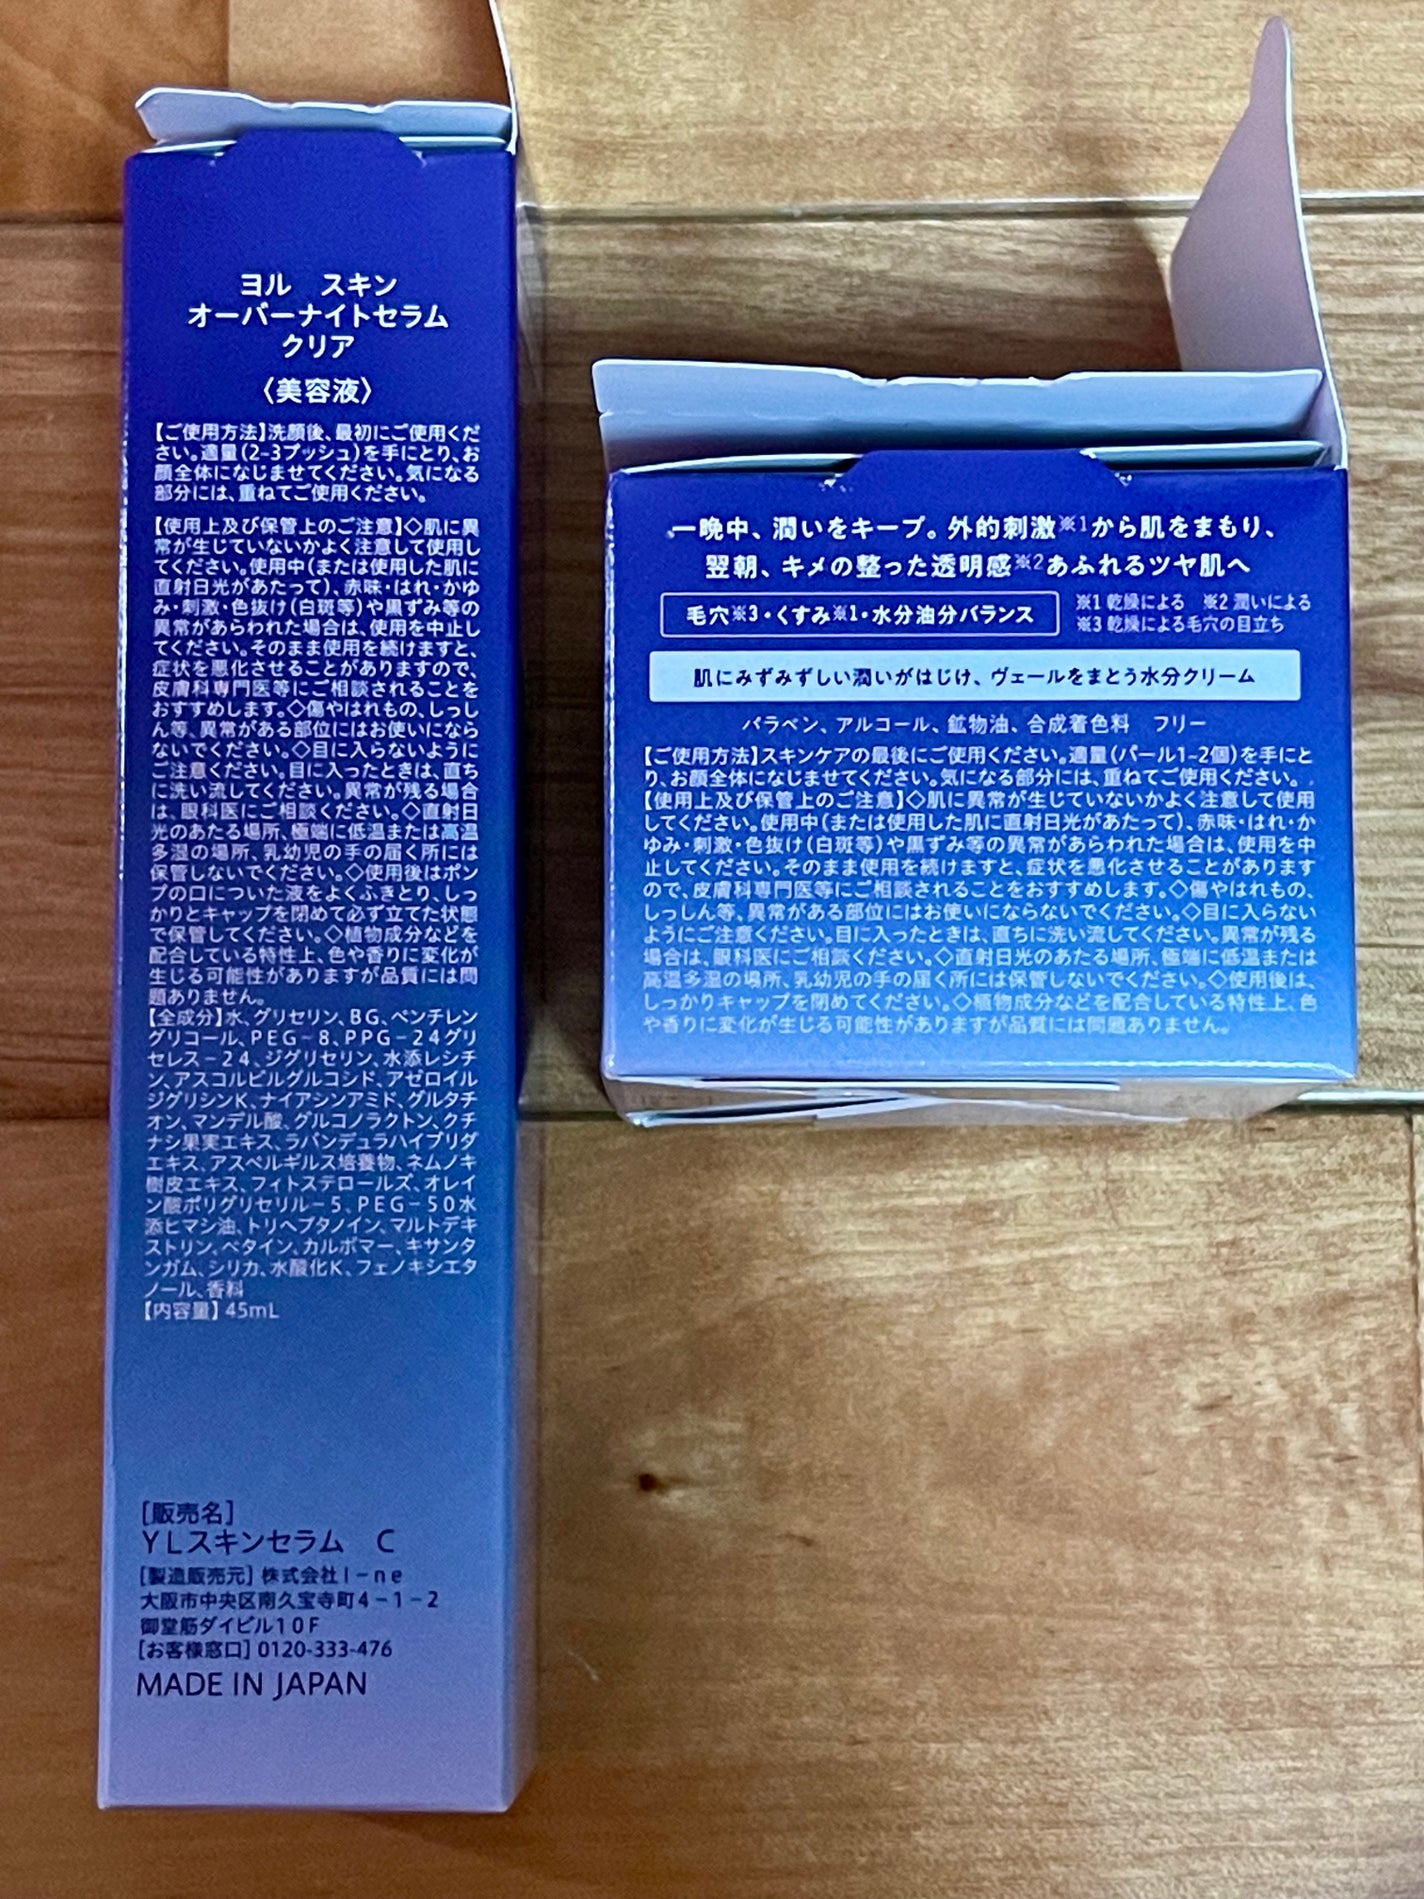 ヨル　スキン
オーバーナイトセラム
クリア
〈美容液〉
【ご使用方法】洗顔後、最初にご使用くだ
さい。適量(2-3プッシュ)を手にとり、お
顔全体になじませてください。気になる
部分には、重ねてご使用ください。
【使用上及び保管上のご注意】◇肌に異
常が生じていないかよく注意して使用し
てください。使用中(または使用した肌に
直射日光があたって)、赤味・はれ・かゆ
み・刺激・色抜け(白斑等)や黒ずみ等の
異常があらわれた場合は、使用を中止し
てください。そのまま使用を続けますと、
症状を悪化させることがありますので、
皮膚科専門医等にご相談されることを
おすすめします。◇傷やはれもの、しっし
ん等、異常がある部位にはお使いになら
ないでください。◇目に入らないように
ご注意ください。目に入ったときは、直ち
に洗い流してください。異常が残る場合
は、眼科医にご相談ください。◇直射日
光のあたる場所、極端に低温または高温
多湿の場所、乳幼児の手の届く所には
保管しないでください。◇使用後はポン
プの口についた液をよくふきとり、しっ
かりとキャップを閉めて必ず立てた状態
で保管してください。◇植物成分などを
配合している特性上、色や香りに変化が
生じる可能性がありますが品質には問
題ありません。
【全成分】水、グリセリン、BG、ペンチレン
グリコール、PEG－8、PPG－24グリ
セレス－24、ジグリセリン、水添レシチ
ン、アスコルビルグルコシド、アゼロイル
ジグリシンK、ナイアシンアミド、グルタチ
オン、マンデル酸、グルコノラクトン、クチ
ナシ果実エキス、ラバンデュラハイブリダ
エキス、アスペルギルス培養物、ネムノキ
樹皮エキス、フィトステロールズ、オレイ
ン酸ポリグリセリル－5、PEG－50水
添ヒマシ油、トリヘプタノイン、マルトデキ
ストリン、ベタイン、カルボマー、キサンタ
ンガム、シリカ、水酸化K、フェノキシエタ
ノール、香料
【内容量】45mL
[販売名]
YLスキンセラム　C
[製造販売元] 株式会社I－ne
大阪市中央区南久宝寺町4－1－2
御堂筋ダイビル10F
[お客様窓口] 0120-333-476
MADE IN JAPAN
一晩中、潤いをキープ。外的刺激※1から肌をまもり、
翌朝、キメの整った透明感※2あふれるツヤ肌へ
毛穴※3・くすみ※1・水分油分バランス
※1 乾燥による　※2 潤いによる
※3 乾燥による毛穴の目立ち
肌にみずみずしい潤いがはじけ、ヴェールをまとう水分クリーム
パラベン、アルコール、鉱物油、合成着色料　フリー
【ご使用方法】スキンケアの最後にご使用ください。適量(パール1-2個)を手にと
り、お顔全体になじませてください。気になる部分には、重ねてご使用ください。
【使用上及び保管上のご注意】◇肌に異常が生じていないかよく注意して使用
してください。使用中(または使用した肌に直射日光があたって)、赤味・はれ・か
ゆみ・刺激・色抜け(白斑等)や黒ずみ等の異常があらわれた場合は、使用を中
止してください。そのまま使用を続けますと、症状を悪化させることがあります
ので、皮膚科専門医等にご相談されることをおすすめします。◇傷やはれもの、
しっしん等、異常がある部位にはお使いにならないでください。◇目に入らない
ようにご注意ください。目に入ったときは、直ちに洗い流してください。異常が残る
場合は、眼科医にご相談ください。◇直射日光のあたる場所、極端に低温または
高温多湿の場所、乳幼児の手の届く所には保管しないでください。◇使用後は、
しっかりキャップを閉めてください。◇植物成分などを配合している特性上、色
や香りに変化が生じる可能性がありますが品質には問題ありません。